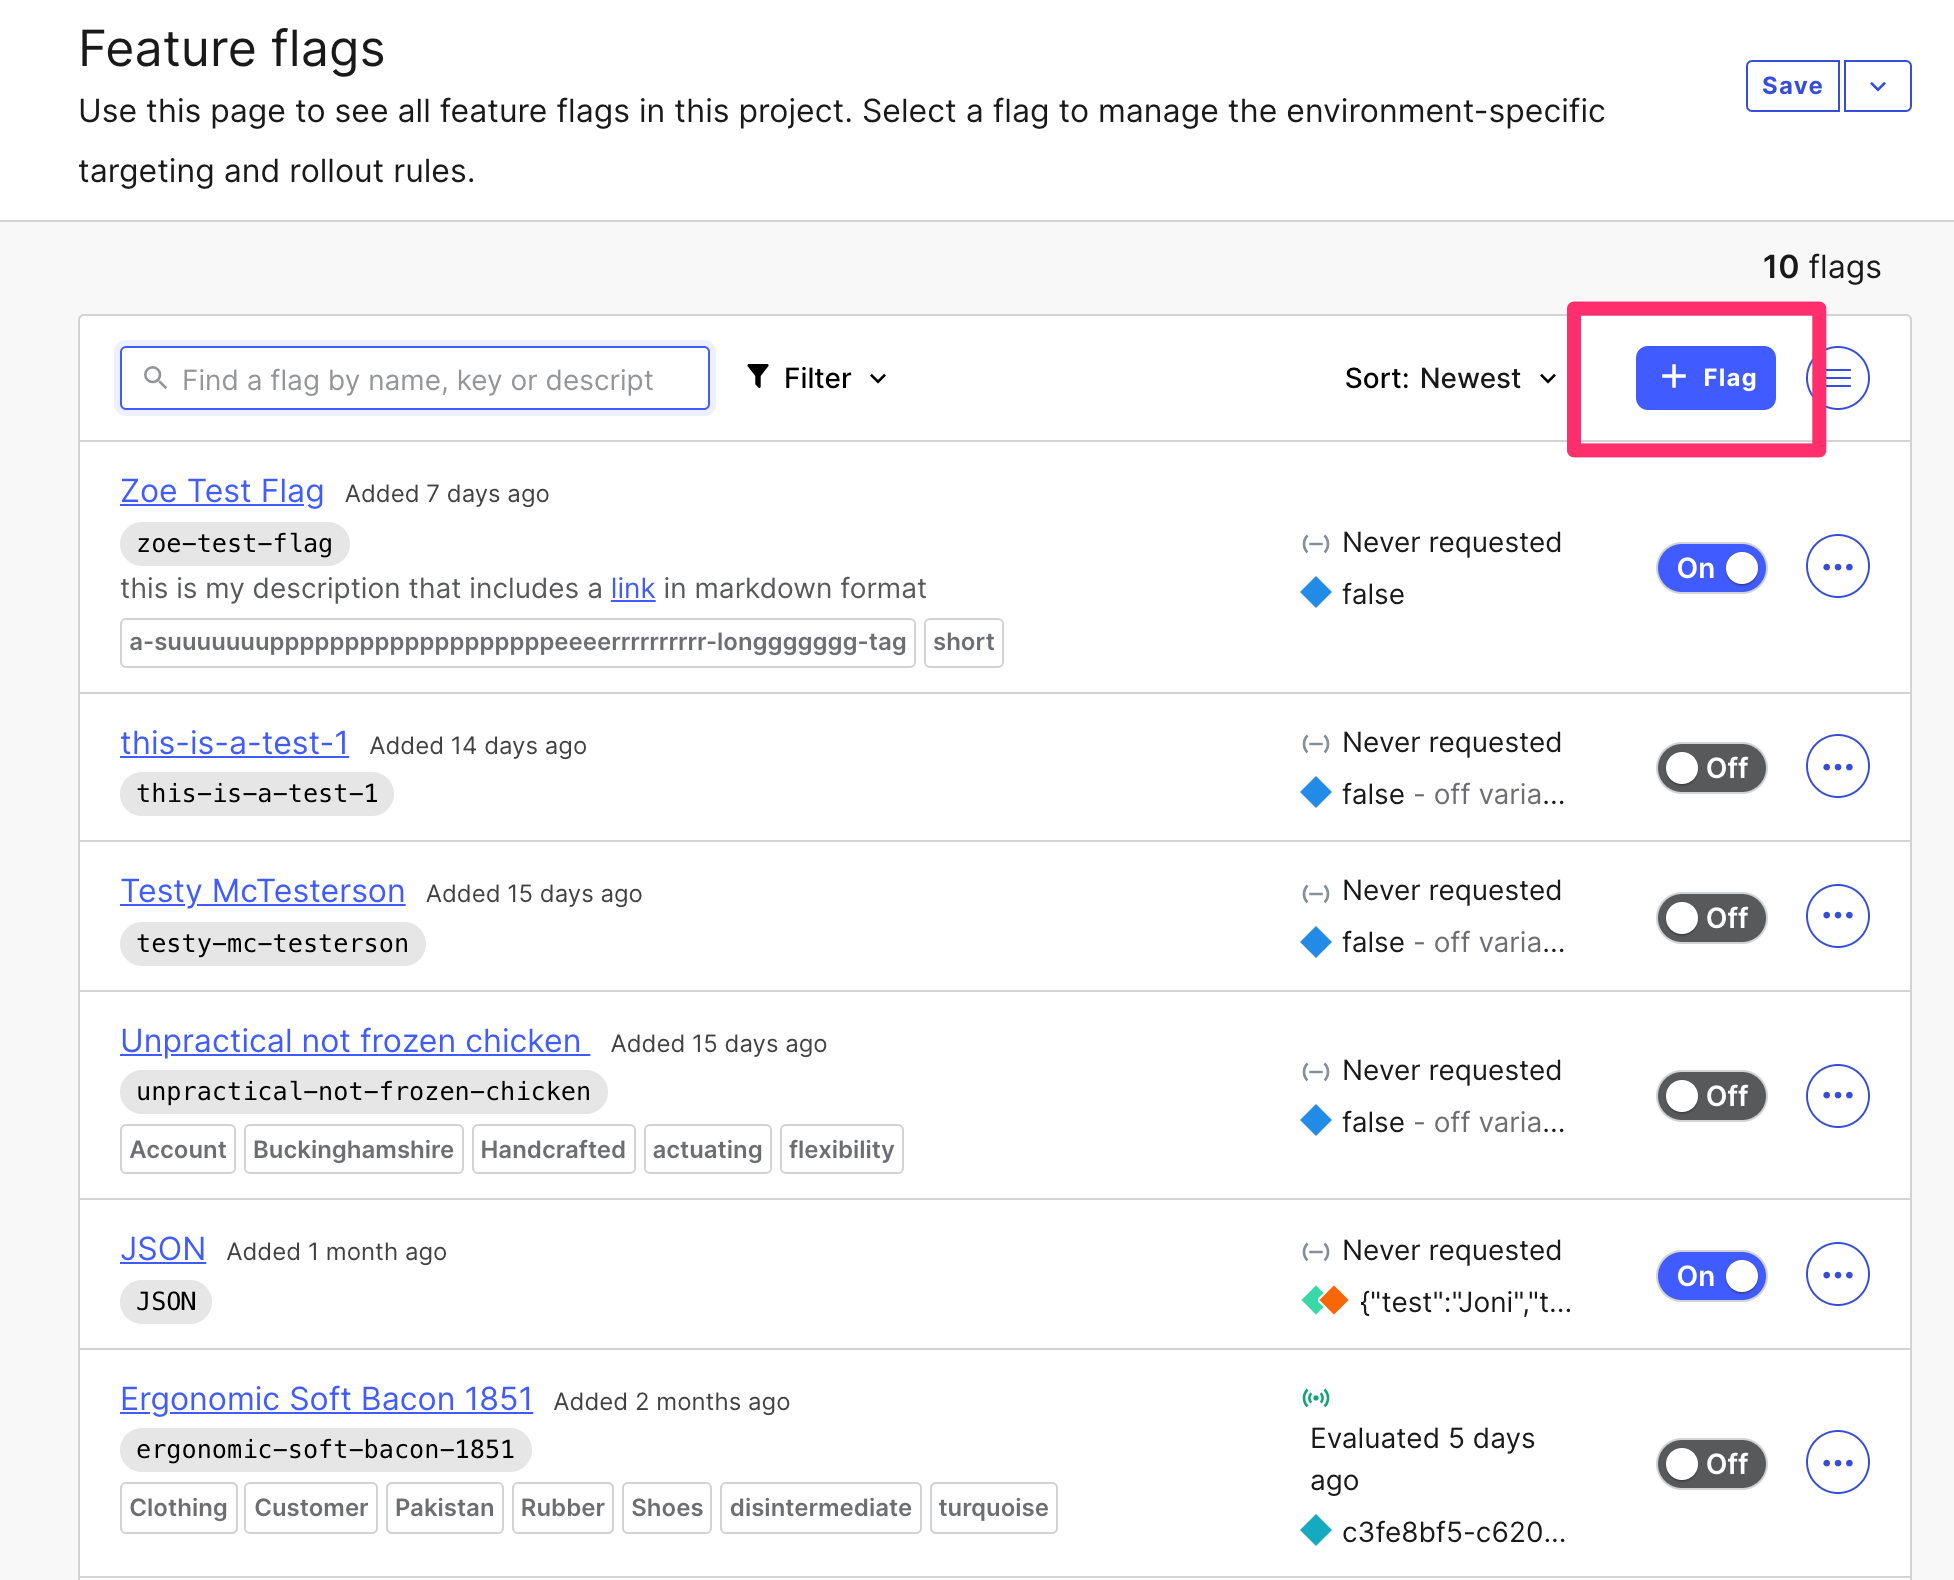 Feature flags
Use this page to see all feature flags in this project. Select a flag to manage the environment-specific
targeting and rollout rules.
Save
10 flags
Find a flag by name, key or descript
Filter
Sort: Newest
+ Flag
Zoe Test Flag Added 7 days ago
zoe-test-flag
this is my description that includes a link in markdown format
a-suuuuuuupppppppppppppppppppeeeerrrrrrrrrr-longggggggg-tag short
Never requested
false
On
this-is-a-test-1 Added 14 days ago
this-is-a-test-1
Never requested
false - off varia...
Off
Testy McTesterson Added 15 days ago
testy-mc-testerson
Never requested
false - off varia...
Off
Unpractical not frozen chicken Added 15 days ago
unpractical-not-frozen-chicken
Account Buckinghamshire Handcrafted actuating flexibility
Never requested
false - off varia...
Off
JSON Added 1 month ago
JSON
Never requested
{"test":"Joni","t...
On
Ergonomic Soft Bacon 1851 Added 2 months ago
ergonomic-soft-bacon-1851
Clothing Customer Pakistan Rubber Shoes disintermediate turquoise
Evaluated 5 days
ago
c3fe8bf5-c620...
Off